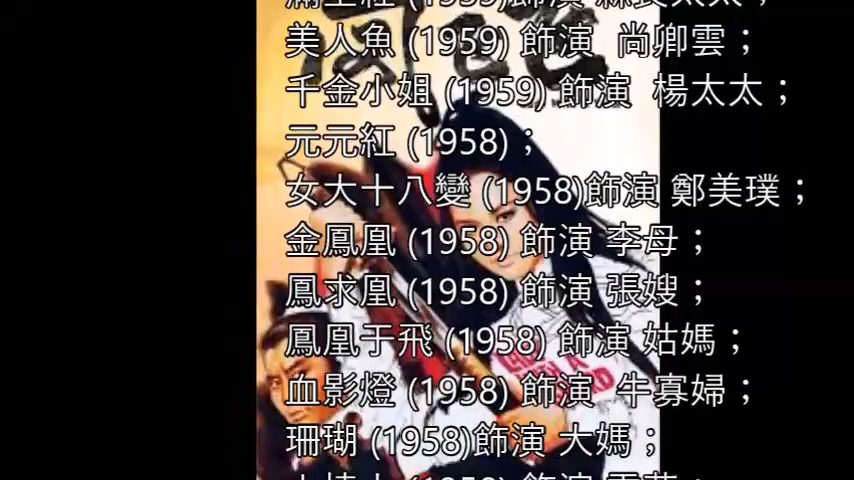 美人魚 (1959) 飾演 尚卿雲；
千金小姐 (1959) 飾演 楊太太；
元元紅 (1958)；
女大十八變 (1958)飾演 鄭美璞；
金鳳凰 (1958) 飾演 李母；
鳳求凰 (1958) 飾演 張嫂；
鳳凰于飛 (1958) 飾演 姑媽；
血影燈 (1958) 飾演 牛寡婦；
珊瑚 (1958)飾演 大媽；